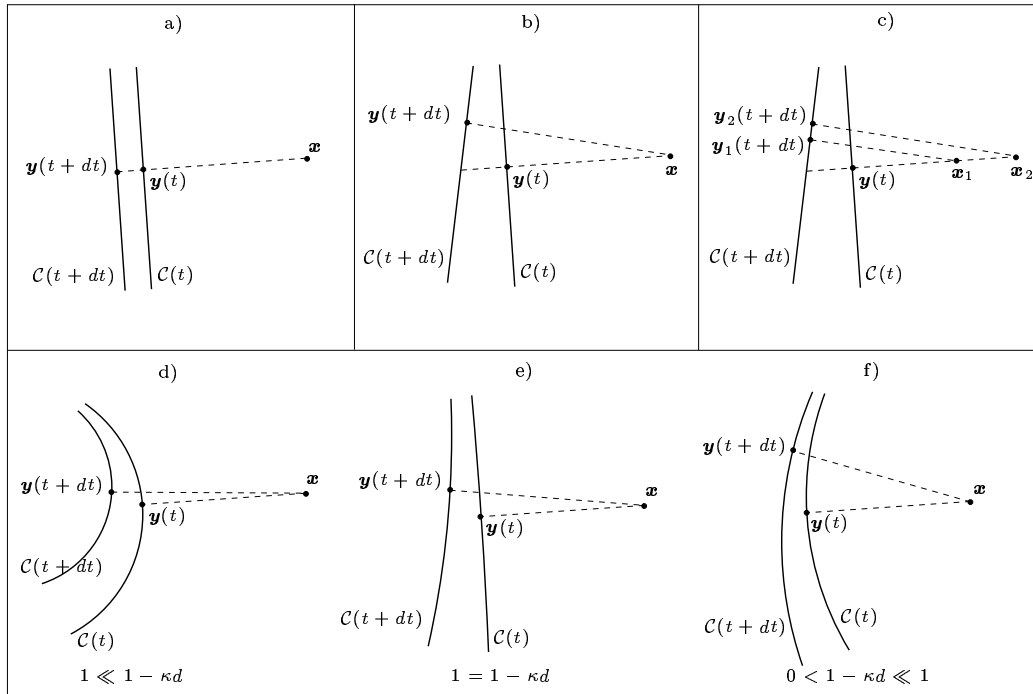 a)
𝒙
𝒚(t + dt)
𝒚(t)
𝒞(t + dt)
𝒞(t)
b)
𝒚(t + dt)
𝒚(t)
𝒙
𝒞(t + dt)
𝒞(t)
c)
𝒚₂(t + dt)
𝒚₁(t + dt)
𝒚(t)
𝒙₁
𝒙₂
𝒞(t + dt)
𝒞(t)
d)
𝒚(t + dt)
𝒙
𝒚(t)
𝒞(t + dt)
𝒞(t)
1 ≪ 1 − κd
e)
𝒚(t + dt)
𝒙
𝒚(t)
𝒞(t + dt)
𝒞(t)
1 = 1 − κd
f)
𝒚(t + dt)
𝒙
𝒚(t)
𝒞(t + dt)
𝒞(t)
0 < 1 − κd ≪ 1